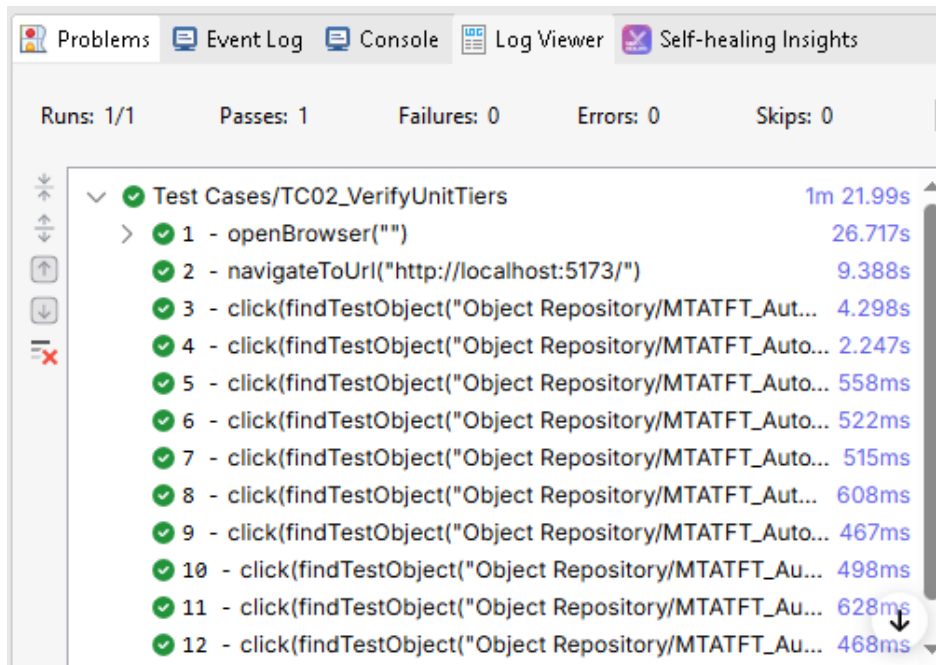 Problems Event Log Console Log Viewer Self-healing Insights
Runs: 1/1 Passes: 1 Failures: 0 Errors: 0 Skips: 0
Test Cases/TC02_VerifyUnitTiers 1m 21.99s
1 - openBrowser("") 26.717s
2 - navigateToUrl("http://localhost:5173/") 9.388s
3 - click(findTestObject("Object Repository/MTATFT_Aut... 4.298s
4 - click(findTestObject("Object Repository/MTATFT_Auto... 2.247s
5 - click(findTestObject("Object Repository/MTATFT_Auto... 558ms
6 - click(findTestObject("Object Repository/MTATFT_Auto... 522ms
7 - click(findTestObject("Object Repository/MTATFT_Auto... 515ms
8 - click(findTestObject("Object Repository/MTATFT_Aut... 608ms
9 - click(findTestObject("Object Repository/MTATFT_Auto... 467ms
10 - click(findTestObject("Object Repository/MTATFT_Au... 498ms
11 - click(findTestObject("Object Repository/MTATFT_Au... 628ms
12 - click(findTestObject("Object Repository/MTATFT_Au... 468ms